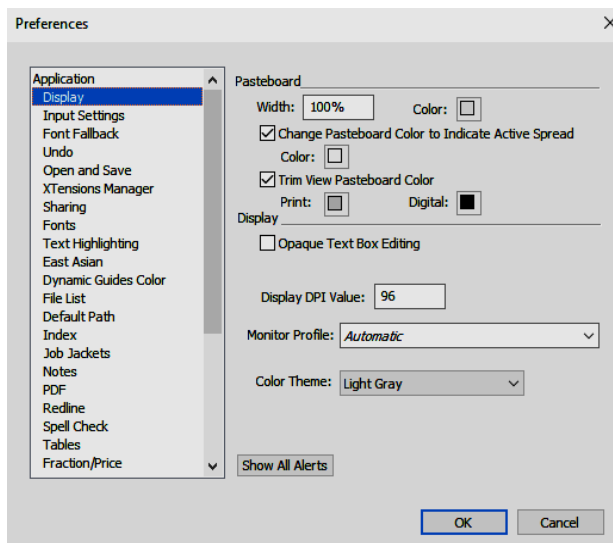 Preferences
Application
Display
Input Settings
Font Fallback
Undo
Open and Save
XTensions Manager
Sharing
Fonts
Text Highlighting
East Asian
Dynamic Guides Color
File List
Default Path
Index
Job Jackets
Notes
PDF
Redline
Spell Check
Tables
Fraction/Price
Pasteboard
Width: 100% Color:
Change Pasteboard Color to Indicate Active Spread
Color:
Trim View Pasteboard Color
Print: Digital:
Display
Opaque Text Box Editing
Display DPI Value: 96
Monitor Profile: Automatic
Color Theme: Light Gray
Show All Alerts
OK Cancel